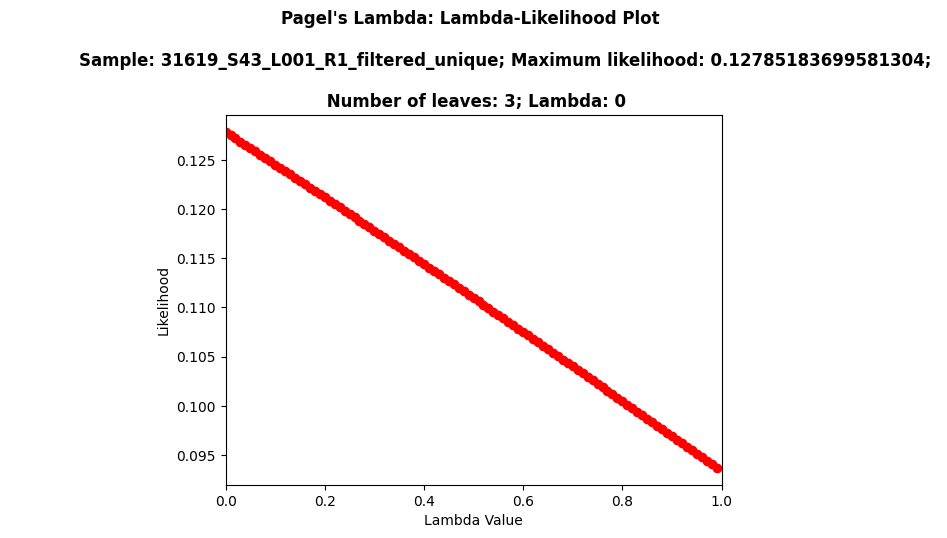 Pagel's Lambda: Lambda-Likelihood Plot
Sample: 31619_S43_L001_R1_filtered_unique; Maximum likelihood: 0.12785183699581304;
Number of leaves: 3; Lambda: 0
0.125
0.120
0.115
0.110
0.105
0.100
0.095
Likelihood
0.0 0.2 0.4 0.6 0.8 1.0
Lambda Value